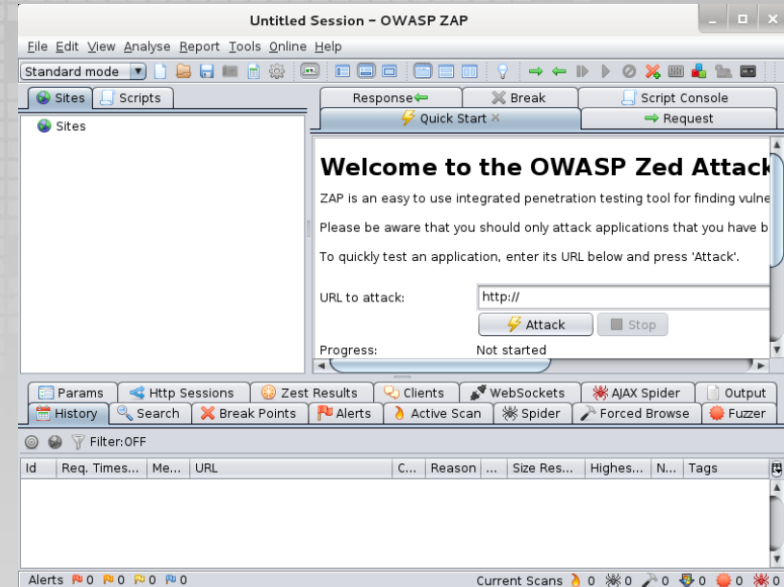 Untitled Session – OWASP ZAP
File Edit View Analyse Report Tools Online Help
Standard mode
Sites Scripts
Sites
Response Break Script Console
Quick Start Request
Welcome to the OWASP Zed Attack
ZAP is an easy to use integrated penetration testing tool for finding vulne
Please be aware that you should only attack applications that you have b
To quickly test an application, enter its URL below and press 'Attack'.
URL to attack: http://
Attack Stop
Progress: Not started
Params Http Sessions Zest Results Clients WebSockets AJAX Spider Output
History Search Break Points Alerts Active Scan Spider Forced Browse Fuzzer
Filter:OFF
Id Req. Times... Me... URL C... Reason ... Size Res... Highes... N... Tags
Alerts 0 0 0 0 Current Scans 0 0 0 0 0 0